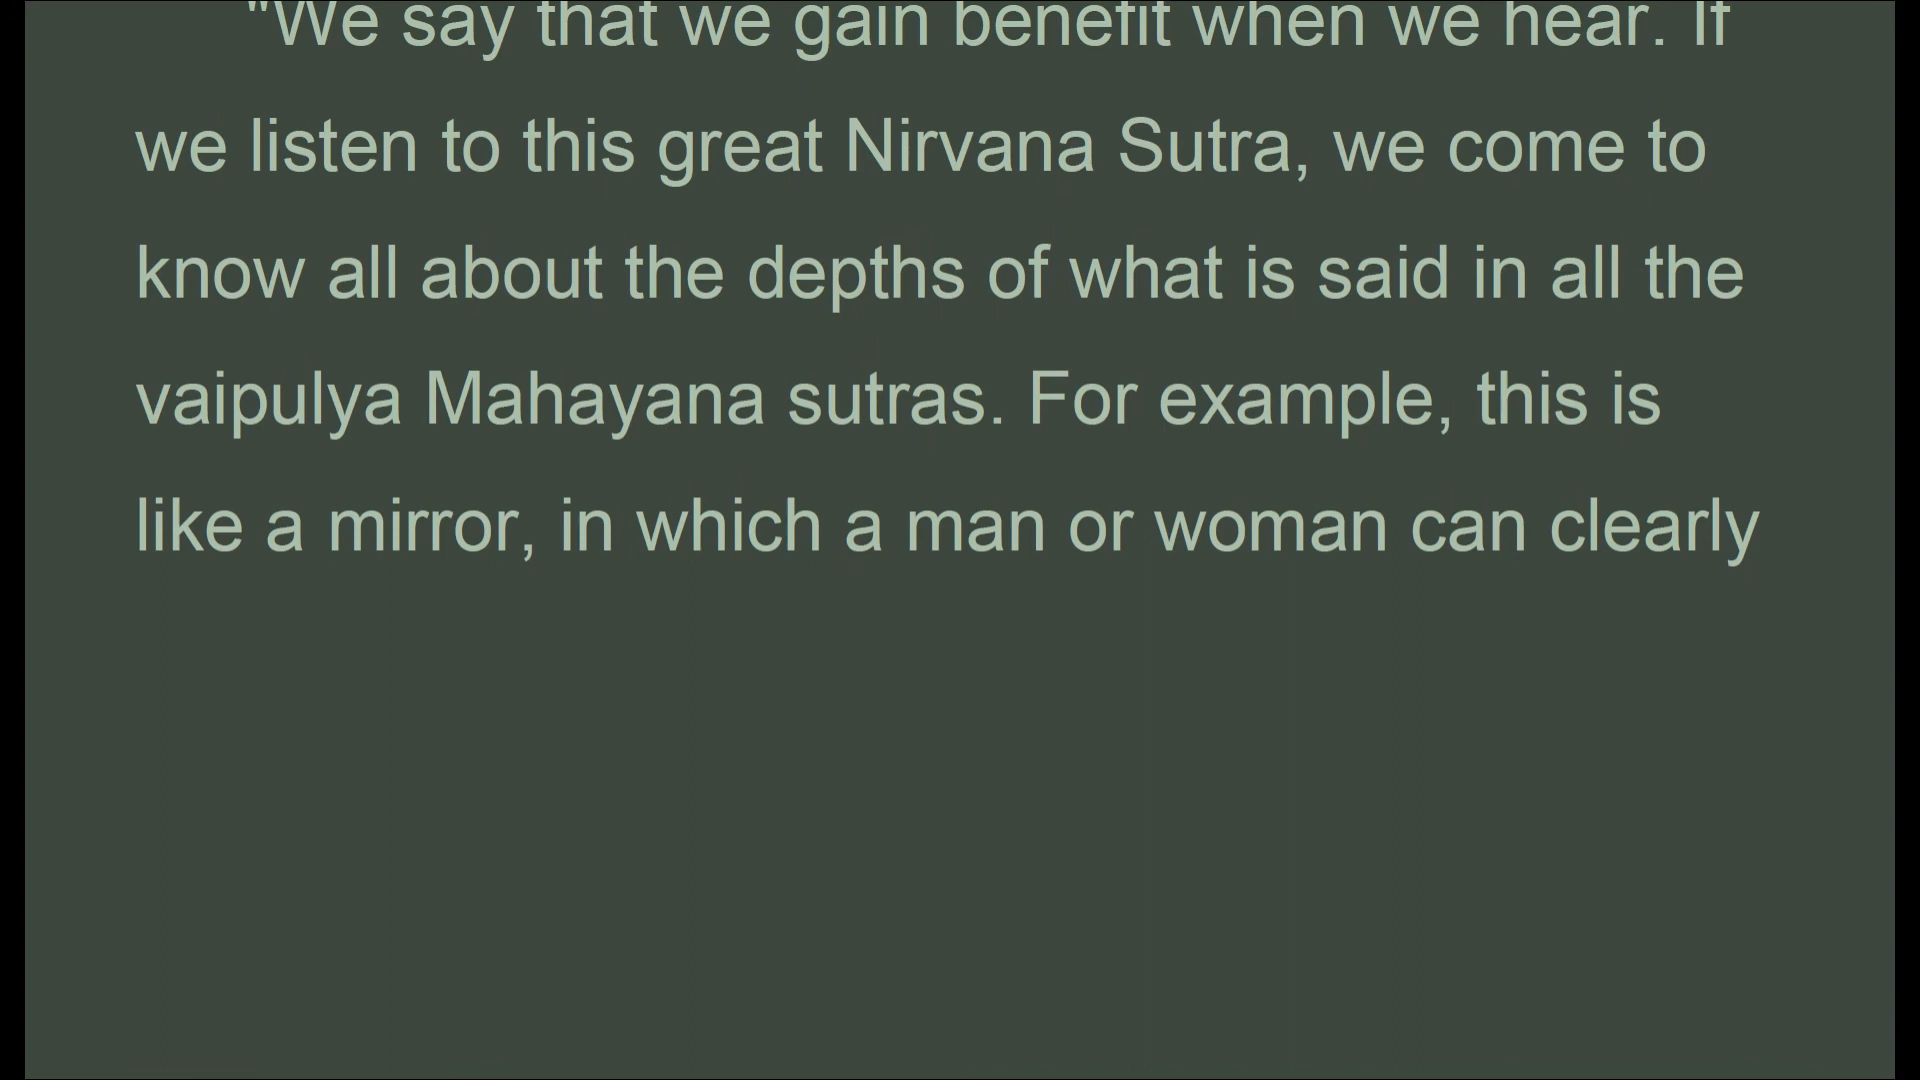 "We say that we gain benefit when we hear. If
we listen to this great Nirvana Sutra, we come to
know all about the depths of what is said in all the
vaipulya Mahayana sutras. For example, this is
like a mirror, in which a man or woman can clearly